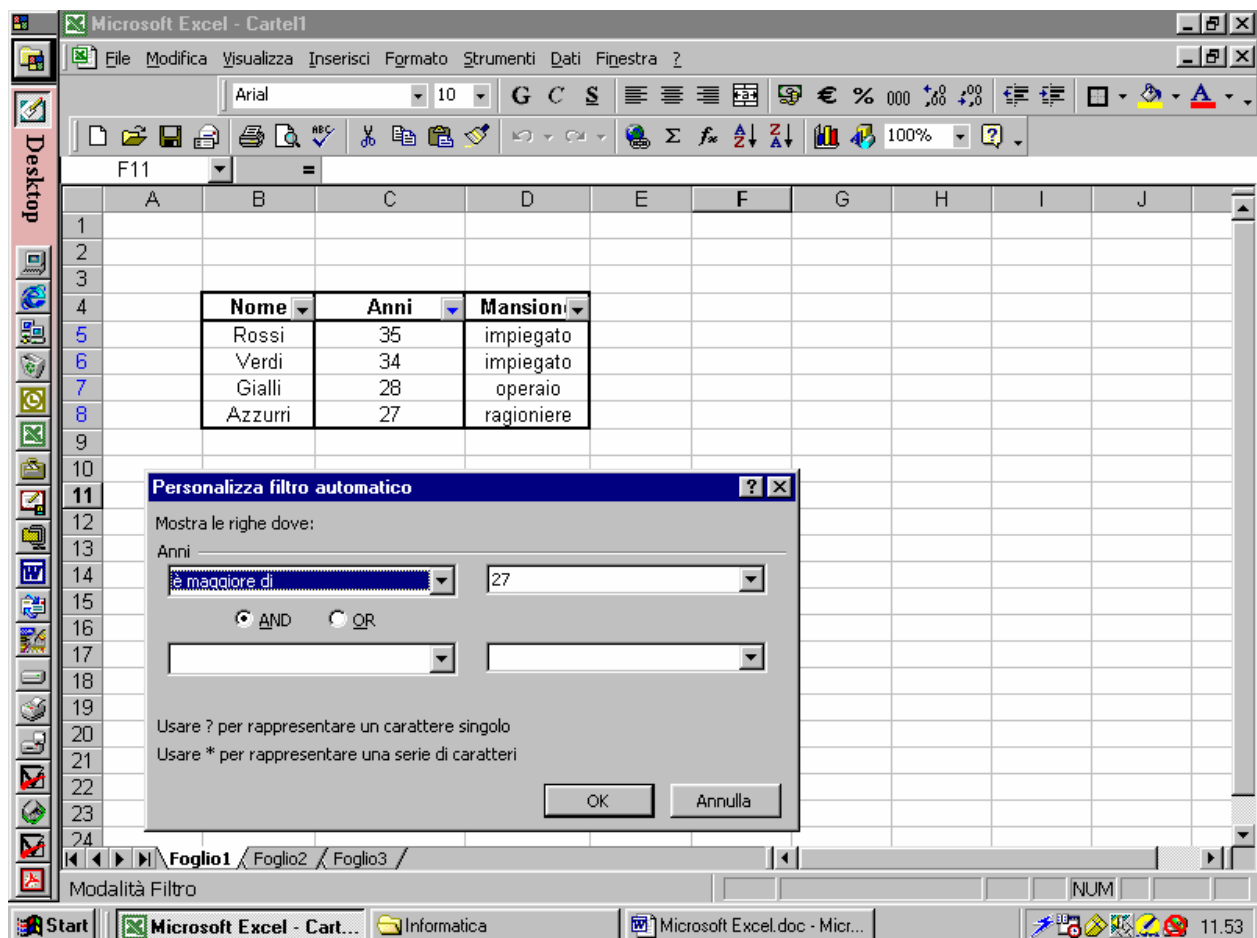 Microsoft Excel - Cartel1
File Modifica Visualizza Inserisci Formato Strumenti Dati Finestra ?
Arial 10 G C S € % 000
100%
F11 =
Desktop
A B C D E F G H I J
1
2
3
4 Nome Anni Mansion
5 Rossi 35 impiegato
6 Verdi 34 impiegato
7 Gialli 28 operaio
8 Azzurri 27 ragioniere
9
10
11
12
13
14
15
16
17
18
19
20
21
22
23
24
Personalizza filtro automatico
Mostra le righe dove:
Anni
è maggiore di 27
AND OR
Usare ? per rappresentare un carattere singolo
Usare * per rappresentare una serie di caratteri
OK Annulla
Foglio1 Foglio2 Foglio3
Modalità Filtro NUM
Start Microsoft Excel - Cart... Informatica Microsoft Excel.doc - Micr... 11.53